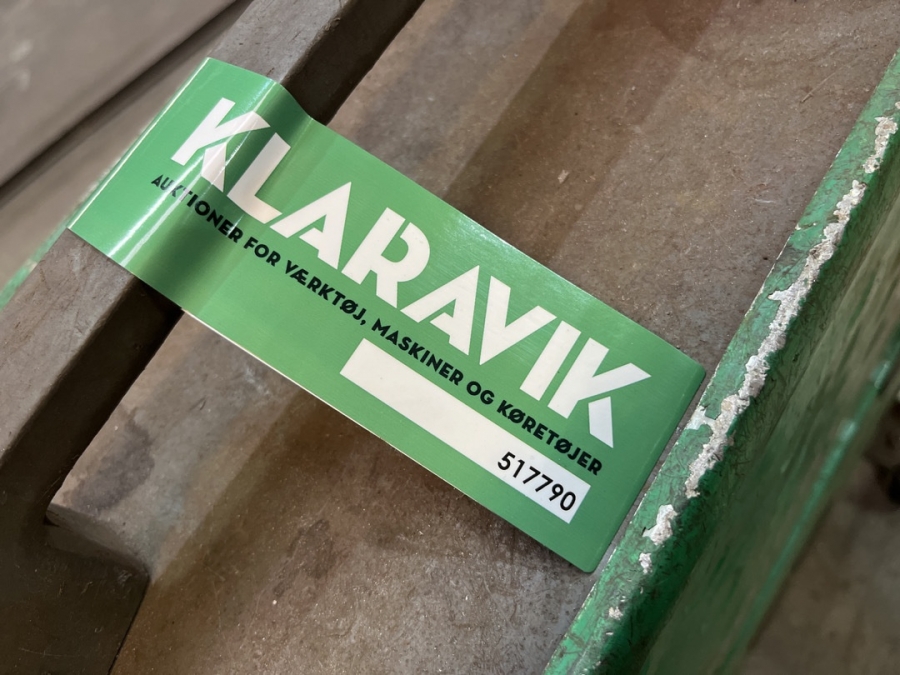 KLARAVIK
AUKTIONER FOR VÆRKTØJ, MASKINER OG KØRETØJER
517790